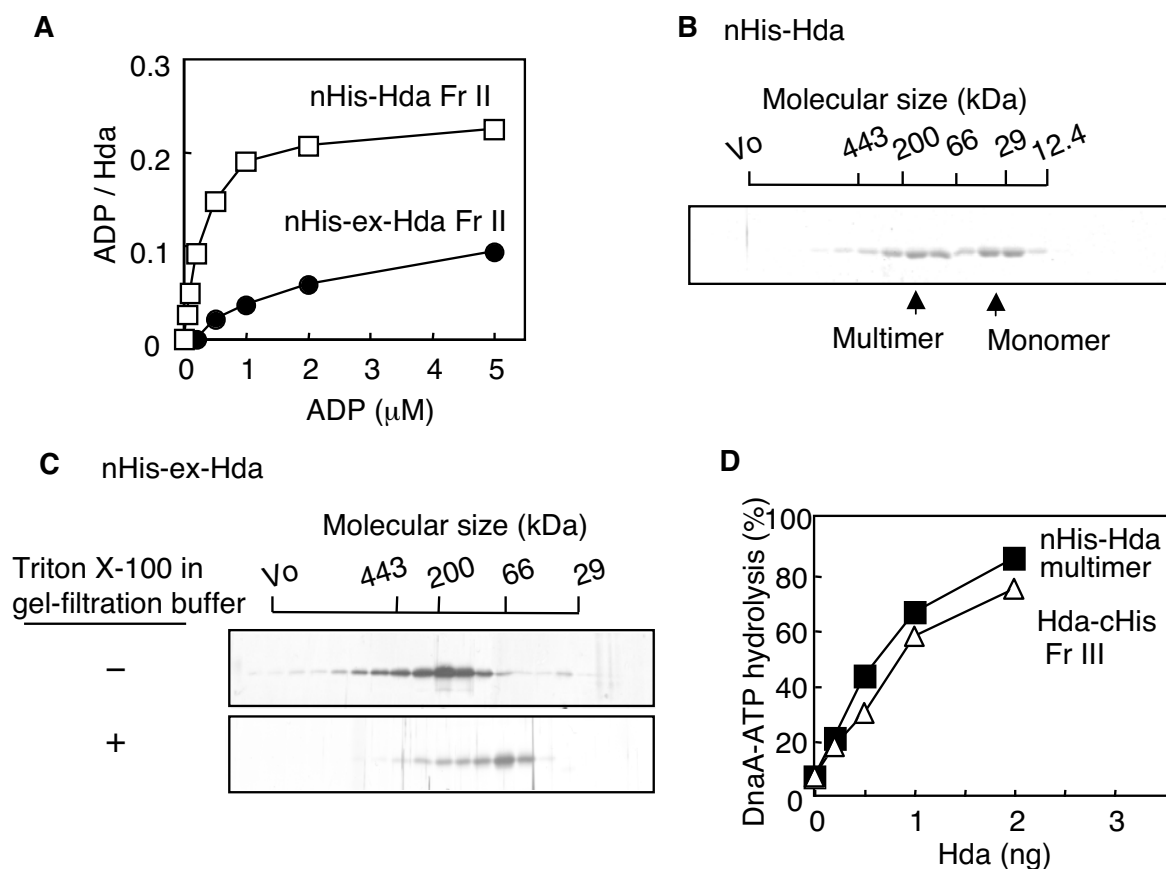 A
0.3
0.2
0.1
0
0
1
2
3
4
5
ADP / Hda
ADP (μM)
nHis-Hda Fr II
nHis-ex-Hda Fr II
B nHis-Hda
Molecular size (kDa)
Vo 443 200 66 29 12.4
Multimer Monomer
C nHis-ex-Hda
Molecular size (kDa)
Triton X-100 in
gel-filtration buffer
Vo 443 200 66 29
−
+
D
DnaA-ATP hydrolysis (%)
100
80
60
40
20
0
0 1 2 3
Hda (ng)
nHis-Hda
multimer
Hda-cHis
Fr III